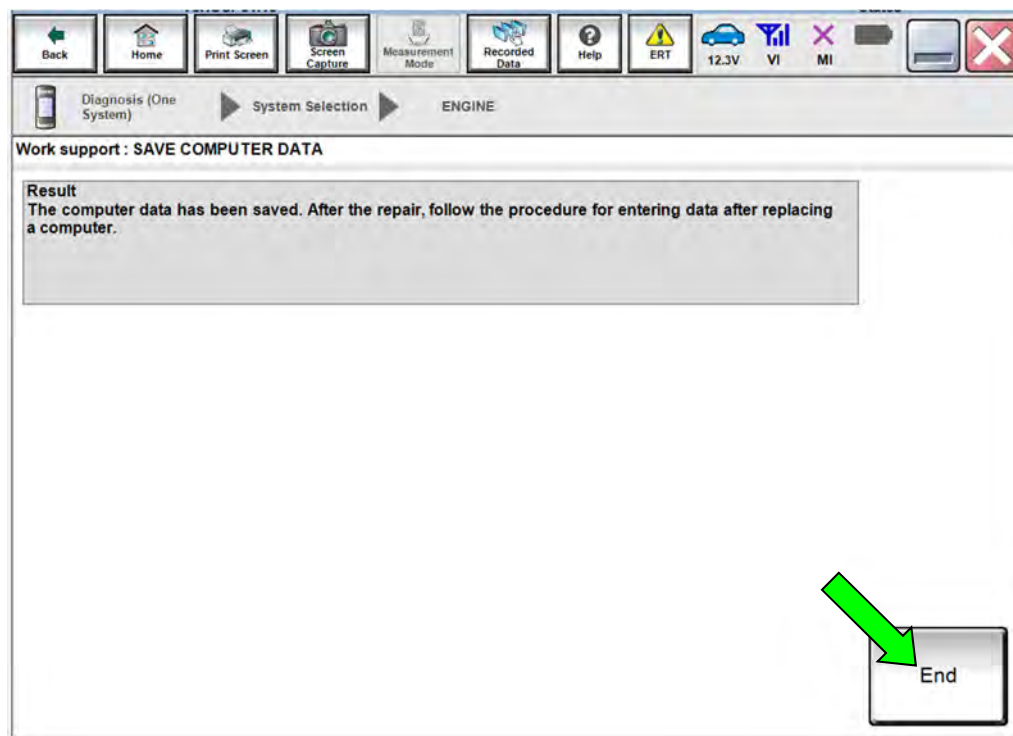 Back
Home
Print Screen
Screen
Capture
Measurement
Mode
Recorded
Data
Help
ERT
12.3V
VI
MI
Diagnosis (One
System)
System Selection
ENGINE
Work support : SAVE COMPUTER DATA
Result
The computer data has been saved. After the repair, follow the procedure for entering data after replacing
a computer.
End